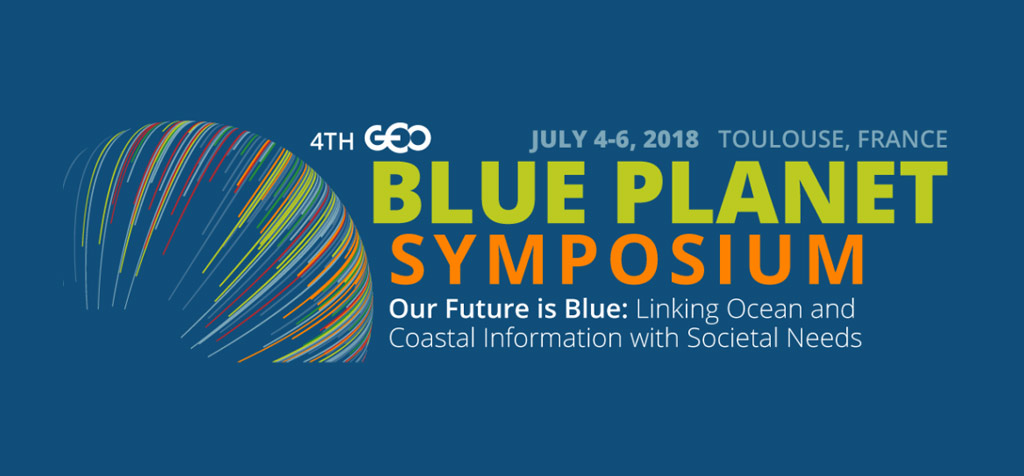 4TH GEO JULY 4-6, 2018 TOULOUSE, FRANCE
BLUE PLANET
SYMPOSIUM
Our Future is Blue: Linking Ocean and
Coastal Information with Societal Needs